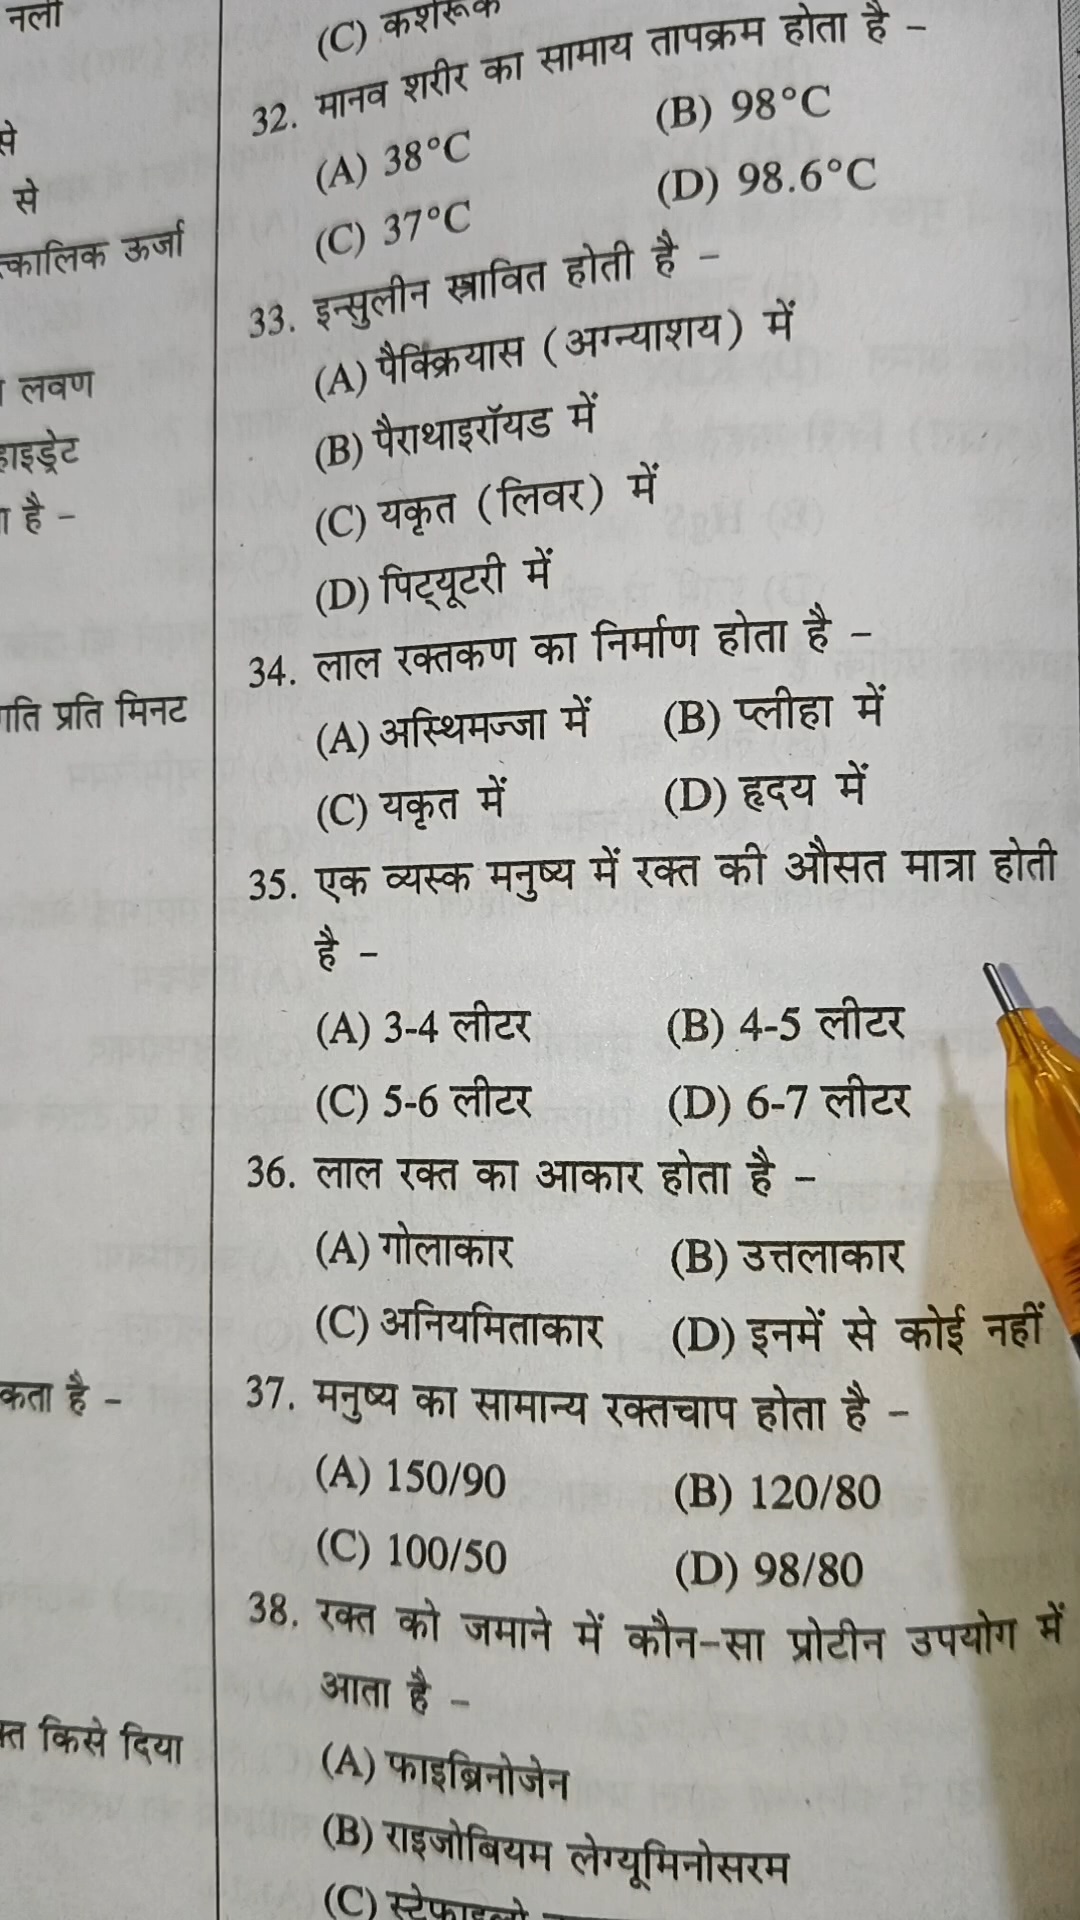 नली
से
से
कालिक ऊर्जा
लवण
हाइड्रेट
है -
गति प्रति मिनट
कता है -
किसे दिया
(C) कशेरूक
32. मानव शरीर का सामाय तापक्रम होता है -
(A) 38°C (B) 98°C
(C) 37°C (D) 98.6°C
33. इन्सुलीन स्त्रावित होती है -
(A) पैक्रियास (अग्न्याशय) में
(B) पैराथाइरॉयड में
(C) यकृत (लिवर) में
(D) पिट्यूटरी में
34. लाल रक्तकण का निर्माण होता है -
(A) अस्थिमज्जा में (B) प्लीहा में
(C) यकृत में (D) हृदय में
35. एक व्यस्क मनुष्य में रक्त की औसत मात्रा होती
है -
(A) 3-4 लीटर (B) 4-5 लीटर
(C) 5-6 लीटर (D) 6-7 लीटर
36. लाल रक्त का आकार होता है -
(A) गोलाकार (B) उत्तलाकार
(C) अनियमिताकार (D) इनमें से कोई नहीं
37. मनुष्य का सामान्य रक्तचाप होता है -
(A) 150/90 (B) 120/80
(C) 100/50 (D) 98/80
38. रक्त को जमाने में कौन-सा प्रोटीन उपयोग में
आता है -
(A) फाइब्रिनोजेन
(B) राइजोबियम लेग्यूमिनोसरम
(C)